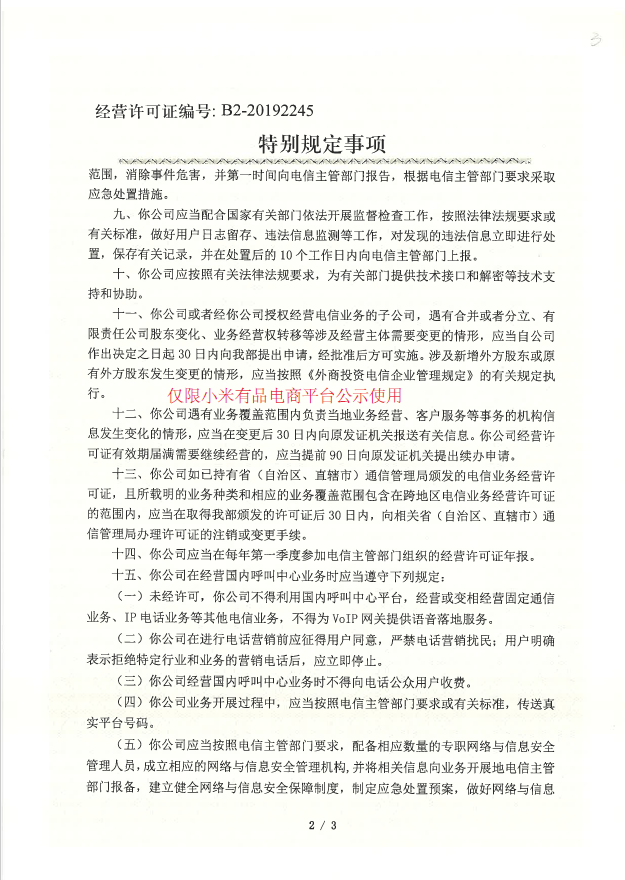 3
经营许可证编号: B2-20192245
特别规定事项
范围，消除事件危害，并第一时间向电信主管部门报告，根据电信主管部门要求采取
应急处置措施。
九、你公司应当配合国家有关部门依法开展监督检查工作，按照法律法规要求或
有关标准，做好用户日志留存、违法信息监测等工作，对发现的违法信息立即进行处
置，保存有关记录，并在处置后的 10 个工作日内向电信主管部门上报。
十、你公司应按照有关法律法规要求，为有关部门提供技术接口和解密等技术支
持和协助。
十一、你公司或者经你公司授权经营电信业务的子公司，遇有合并或者分立、有
限责任公司股东变化、业务经营权转移等涉及经营主体需要变更的情形，应当自公司
作出决定之日起 30 日内向我部提出申请，经批准后方可实施。涉及新增外方股东或原
有外方股东发生变更的情形，应当按照《外商投资电信企业管理规定》的有关规定执
行。
仅限小米有品电商平台公示使用
十二、你公司遇有业务覆盖范围内负责当地业务经营、客户服务等事务的机构信
息发生变化的情形，应当在变更后 30 日内向原发证机关报送有关信息。你公司经营许
可证有效期届满需要继续经营的，应当提前 90 日向原发证机关提出续办申请。
十三、你公司如已持有省（自治区、直辖市）通信管理局颁发的电信业务经营许
可证，且所载明的业务种类和相应的业务覆盖范围包含在跨地区电信业务经营许可证
的范围内，应当在取得我部颁发的许可证后 30 日内，向相关省（自治区、直辖市）通
信管理局办理许可证的注销或变更手续。
十四、你公司应当在每年第一季度参加电信主管部门组织的经营许可证年报。
十五、你公司在经营国内呼叫中心业务时应当遵守下列规定：
（一）未经许可，你公司不得利用国内呼叫中心平台，经营或变相经营固定通信
业务、IP 电话业务等其他电信业务，不得为 VoIP 网关提供语音落地服务。
（二）你公司在进行电话营销前应征得用户同意，严禁电话营销扰民；用户明确
表示拒绝特定行业和业务的营销电话后，应立即停止。
（三）你公司经营国内呼叫中心业务时不得向电话公众用户收费。
（四）你公司业务开展过程中，应当按照电信主管部门要求或有关标准，传送真
实平台号码。
（五）你公司应当按照电信主管部门要求，配备相应数量的专职网络与信息安全
管理人员，成立相应的网络与信息安全管理机构,并将相关信息向业务开展地电信主管
部门报备，建立健全网络与信息安全保障制度，制定应急处置预案，做好网络与信息
2 / 3